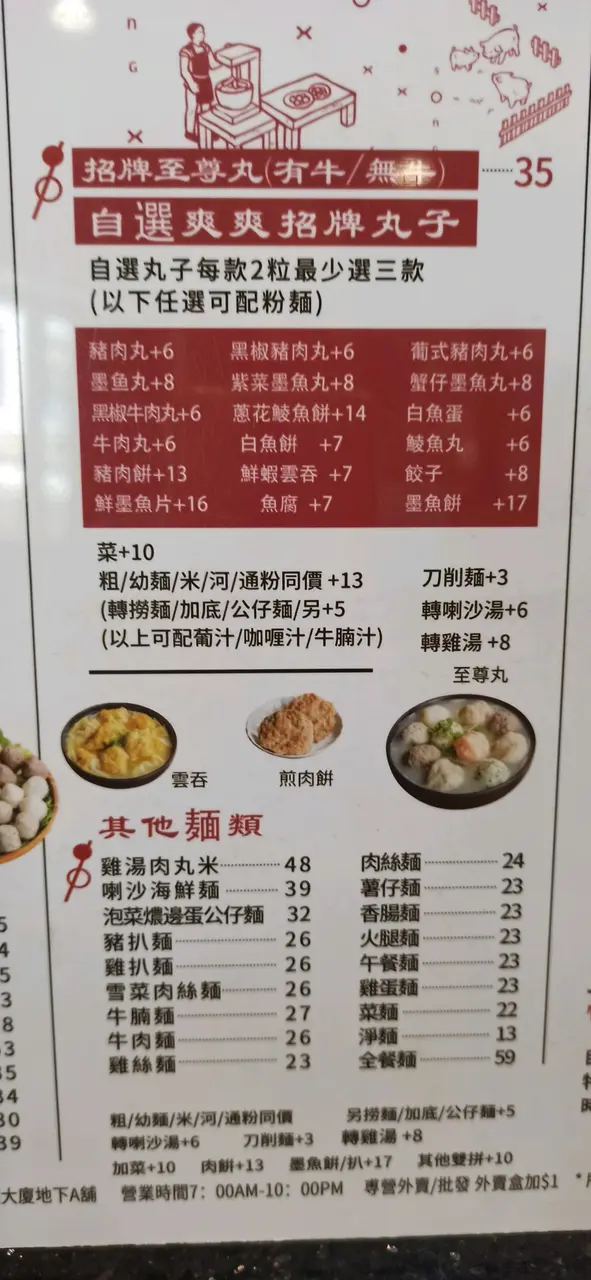 招牌至尊丸(有牛/無牛) ········35
自選爽爽招牌丸子
自選丸子每款2粒最少選三款
(以下任選可配粉麵)
豬肉丸+6 黑椒豬肉丸+6 葡式豬肉丸+6
墨鱼丸+8 紫菜墨魚丸+8 蟹仔墨魚丸+8
黑椒牛肉丸+6 蔥花鯪魚餅+14 白魚蛋 +6
牛肉丸+6 白魚餅 +7 鯪魚丸 +6
豬肉餅+13 鮮蝦雲吞 +7 餃子 +8
鮮墨魚片+16 魚腐 +7 墨魚餅 +17
菜+10
粗/幼麵/米/河/通粉同價 +13 刀削麵+3
(轉撈麵/加底/公仔麵/另+5 轉喇沙湯+6
(以上可配葡汁/咖喱汁/牛腩汁) 轉雞湯 +8
至尊丸
雲吞 煎肉餅
其他麵類
雞湯肉丸米 48 肉絲麵 24
喇沙海鮮麵 39 薯仔麵 23
泡菜燶邊蛋公仔麵 32 香腸麵 23
豬扒麵 26 火腿麵 23
雞扒麵 26 午餐麵 23
雪菜肉絲麵 26 雞蛋麵 23
牛腩麵 27 菜麵 22
牛肉麵 26 淨麵 13
雞絲麵 23 全餐麵 59
粗/幼麵/米/河/通粉同價 另撈麵/加底/公仔麵+5
轉喇沙湯+6 刀削麵+3 轉雞湯 +8
加菜+10 肉餅+13 墨魚餅/扒+17 其他雙拼+10
大廈地下A舖 營業時間7：00AM-10：00PM 專營外賣/批發 外賣盒加$1